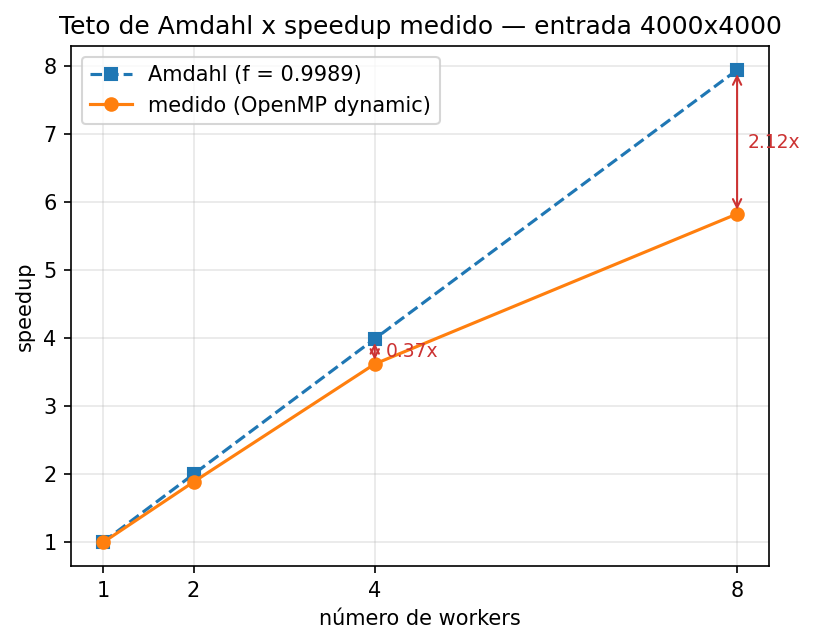 Teto de Amdahl x speedup medido — entrada 4000x4000
Amdahl (f = 0.9989)
medido (OpenMP dynamic)
8
7
6
5
4
3
2
1
speedup
2.12x
0.37x
1 2 4 8
número de workers